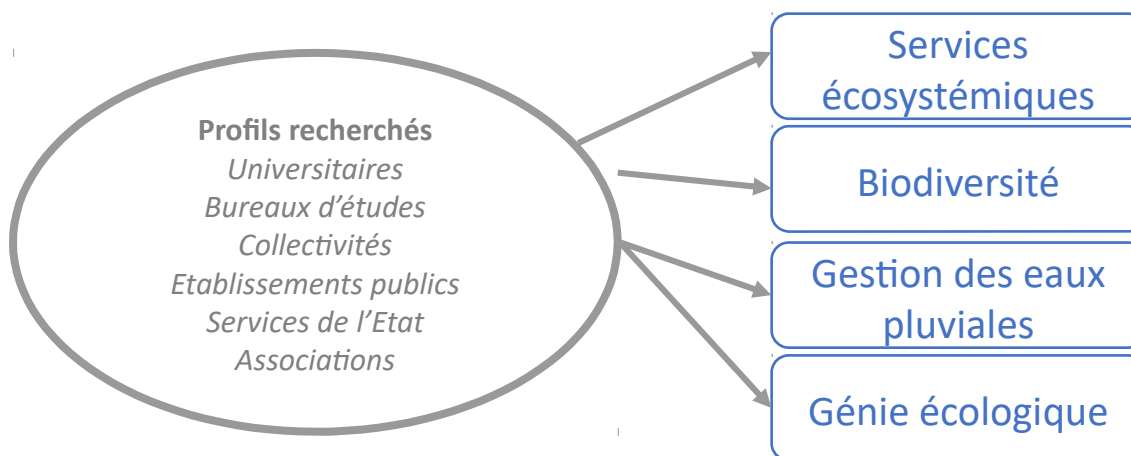 Profils recherchés
Universitaires
Bureaux d’études
Collectivités
Etablissements publics
Services de l’Etat
Associations
Services
écosystémiques
Biodiversité
Gestion des eaux
pluviales
Génie écologique